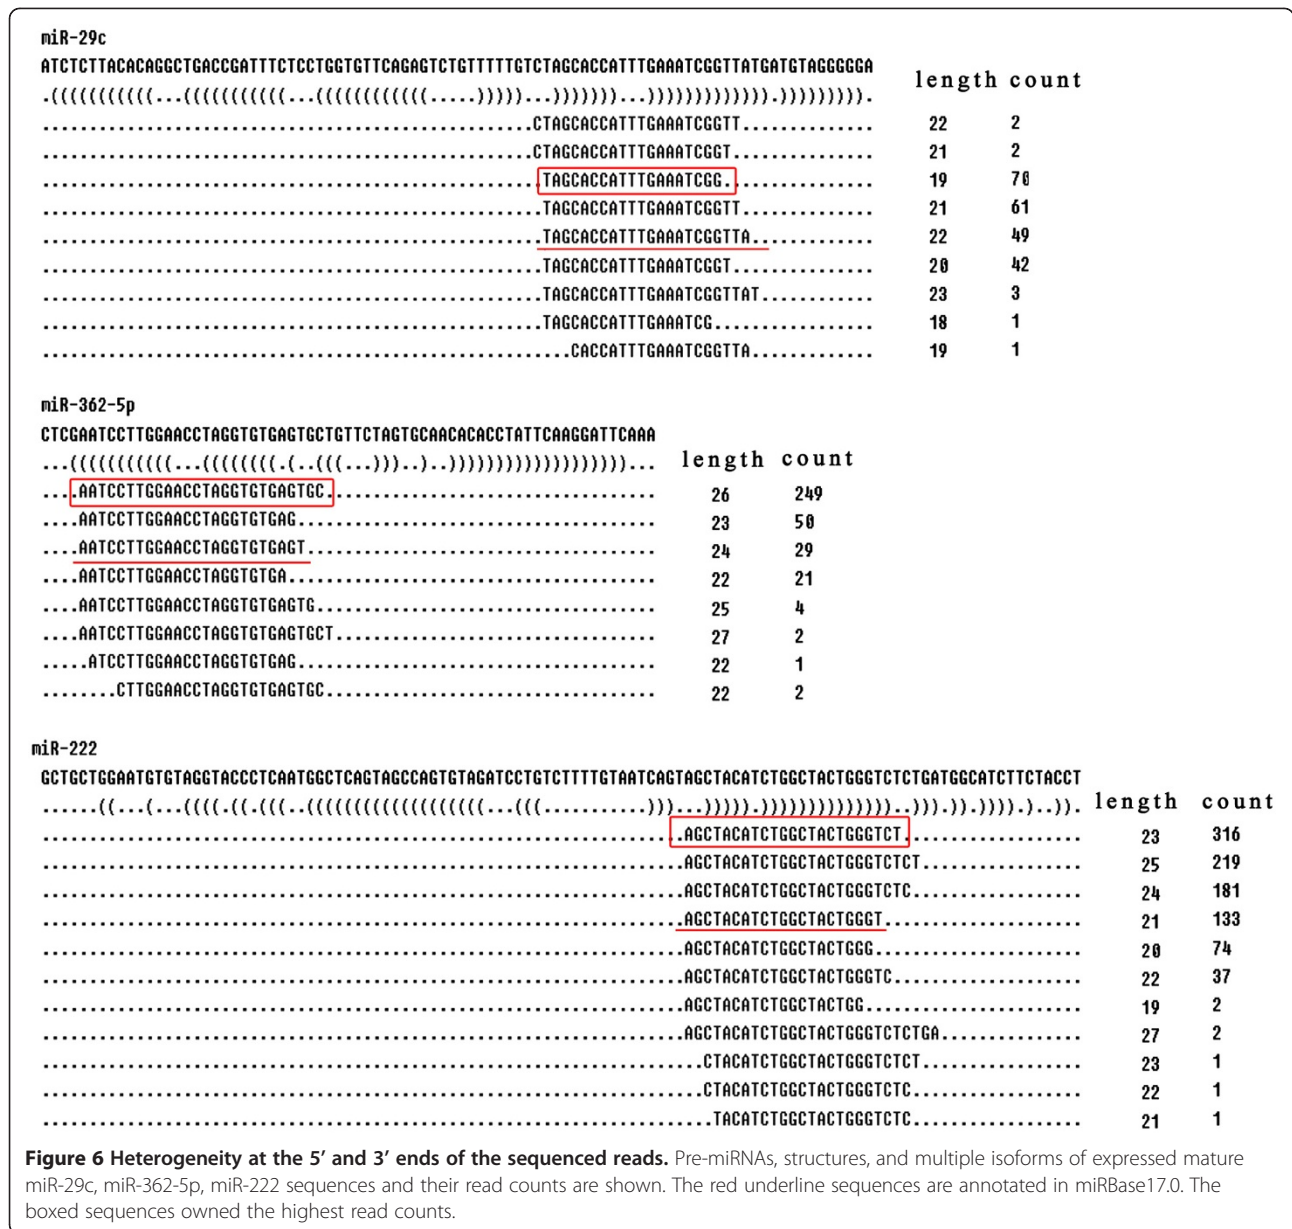 miR-29c
ATCTCTTACACAGGCTGACCGATTTCTCCTGGTGTTCAGAGTCTGTTTTTGTCTAGCACCATTTGAAATCGGTTATGATGTAGGGGGA
length count
.(((((((((((...(((((((((((...((((((((((((.....)))))...)))))))...))))))))))))).))))))))).
....................................................CTAGCACCATTTGAAATCGGTT.............. 22 2
....................................................CTAGCACCATTTGAAATCGGT............... 21 2
.....................................................TAGCACCATTTGAAATCGG................ 19 70
.....................................................TAGCACCATTTGAAATCGGTT.............. 21 61
.....................................................TAGCACCATTTGAAATCGGTTA............. 22 49
.....................................................TAGCACCATTTGAAATCGGT............... 20 42
.....................................................TAGCACCATTTGAAATCGGTTAT............ 23 3
.....................................................TAGCACCATTTGAAATCG................. 18 1
........................................................CACCATTTGAAATCGGTTA............. 19 1
miR-362-5p
CTCGAATCCTTGGAACCTAGGTGTGAGTGCTGTTCTAGTGCAACACACCTATTCAAGGATTCAAA
length count
...(((((((((((...((((((((.(..(((...)))..)..)))))))))))))))))))...
....AATCCTTGGAACCTAGGTGTGAGTGC................................... 26 249
....AATCCTTGGAACCTAGGTGTGAG...................................... 23 50
....AATCCTTGGAACCTAGGTGTGAGT..................................... 24 29
....AATCCTTGGAACCTAGGTGTGA....................................... 22 21
....AATCCTTGGAACCTAGGTGTGAGTG.................................... 25 4
....AATCCTTGGAACCTAGGTGTGAGTGCT.................................. 27 2
.....ATCCTTGGAACCTAGGTGTGAG...................................... 22 1
........CTTGGAACCTAGGTGTGAGTGC................................... 22 2
miR-222
GCTGCTGGAATGTGTAGGTACCCTCAATGGCTCAGTAGCCAGTGTAGATCCTGTCTTTTGTAATCAGTAGCTACATCTGGCTACTGGGTCTCTGATGGCATCTTCTACCT
length count
......((...(...((((.((.(((..(((((((((((((((((((...(((...........)))...))))).))))))))))))))..))).)).)))).)..)).
....................................................................AGCTACATCTGGCTACTGGGTCT................... 23 316
....................................................................AGCTACATCTGGCTACTGGGTCTCT................. 25 219
....................................................................AGCTACATCTGGCTACTGGGTCTC.................. 24 181
....................................................................AGCTACATCTGGCTACTGGGT..................... 21 133
....................................................................AGCTACATCTGGCTACTGGG...................... 20 74
....................................................................AGCTACATCTGGCTACTGGGTC.................... 22 37
....................................................................AGCTACATCTGGCTACTGG....................... 19 2
....................................................................AGCTACATCTGGCTACTGGGTCTCTGA............... 27 2
......................................................................CTACATCTGGCTACTGGGTCTCT................. 23 1
......................................................................CTACATCTGGCTACTGGGTCTC.................. 22 1
.......................................................................TACATCTGGCTACTGGGTCTC.................. 21 1
Figure 6 Heterogeneity at the 5′ and 3′ ends of the sequenced reads. Pre-miRNAs, structures, and multiple isoforms of expressed mature
miR-29c, miR-362-5p, miR-222 sequences and their read counts are shown. The red underline sequences are annotated in miRBase17.0. The
boxed sequences owned the highest read counts.